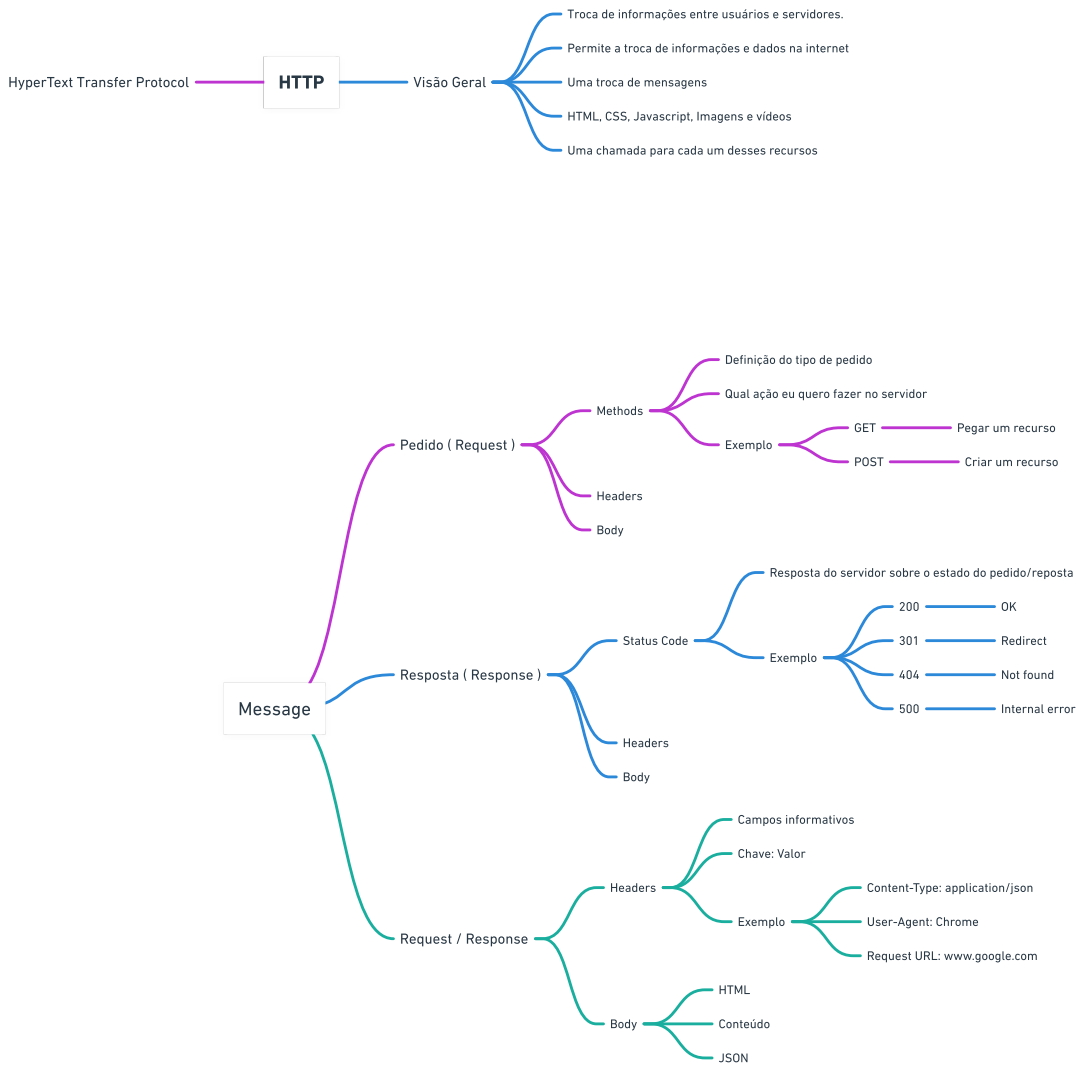 HyperText Transfer Protocol
HTTP
Visão Geral
Troca de informações entre usuários e servidores.
Permite a troca de informações e dados na internet
Uma troca de mensagens
HTML, CSS, Javascript, Imagens e vídeos
Uma chamada para cada um desses recursos
Message
Pedido ( Request )
Methods
Definição do tipo de pedido
Qual ação eu quero fazer no servidor
Exemplo
GET
Pegar um recurso
POST
Criar um recurso
Headers
Body
Resposta ( Response )
Status Code
Resposta do servidor sobre o estado do pedido/reposta
Exemplo
200
OK
301
Redirect
404
Not found
500
Internal error
Headers
Body
Request / Response
Headers
Campos informativos
Chave: Valor
Exemplo
Content-Type: application/json
User-Agent: Chrome
Request URL: www.google.com
Body
HTML
Conteúdo
JSON